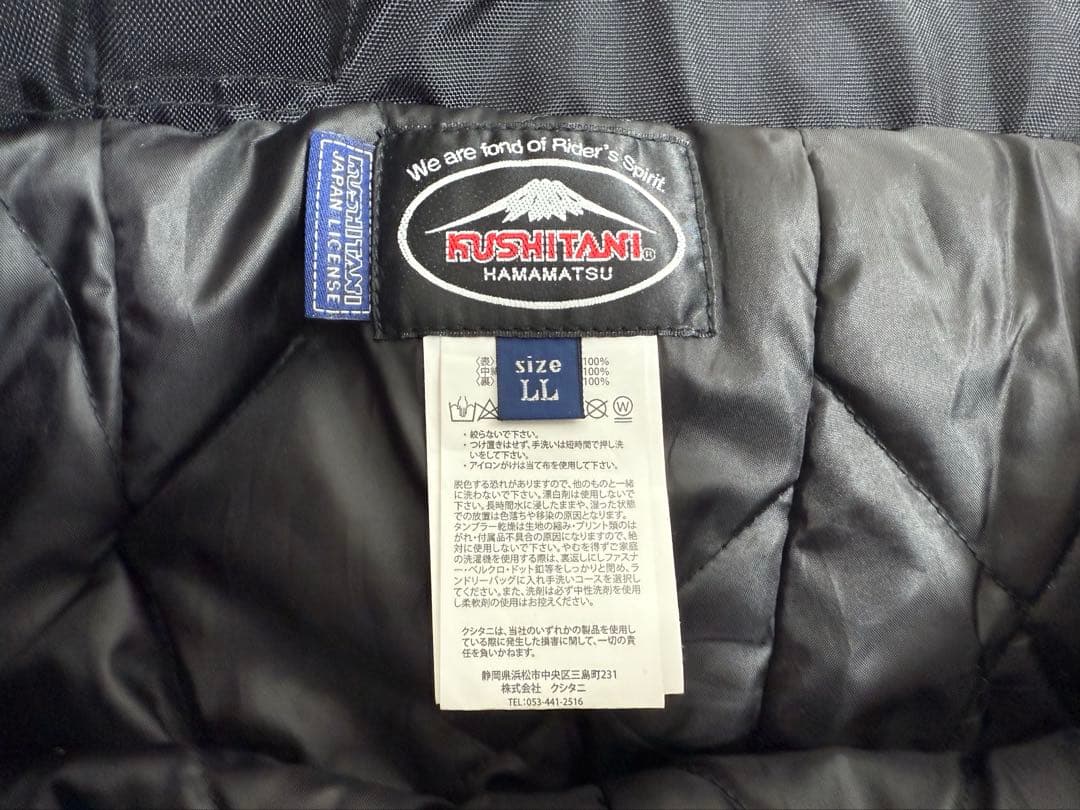 We are fond of Rider's Spirit.
KUSHITANI®
HAMAMATSU
KUSHITANI
JAPAN LICENSE
size
LL
〈表〉 100%
〈中綿 100%
〈裏〉 100%
W
・絞らないで下さい。
・つけ置きはせず、手洗いは短時間で押し洗
いをして下さい。
・アイロンがけは当て布を使用して下さい。
脱色する恐れがありますので、他のものと一緒
に洗わないで下さい。漂白剤は使用しないで
下さい。長時間水に浸したままや、湿った状態
での放置は色落ちや移染の原因となります。
タンブラー乾燥は生地の縮み・プリント類のは
がれ・付属品不具合の原因になりますので、絶
対に使用しないで下さい。やむを得ずご家庭
の洗濯機を使用する際は、裏返しにしファスナ
ー・ベルクロ・ドット釦等をしっかりと閉め、ラ
ンドリーバッグに入れ手洗いコースを選択し
てください。また、洗剤は必ず中性洗剤を使用
し柔軟剤の使用はお控えください。
クシタニは、当社のいずれかの製品を使用し
ている際に発生した損害に関して、一切の責
任を負いかねます。
静岡県浜松市中央区三島町231
株式会社 クシタニ
TEL:053-441-2516